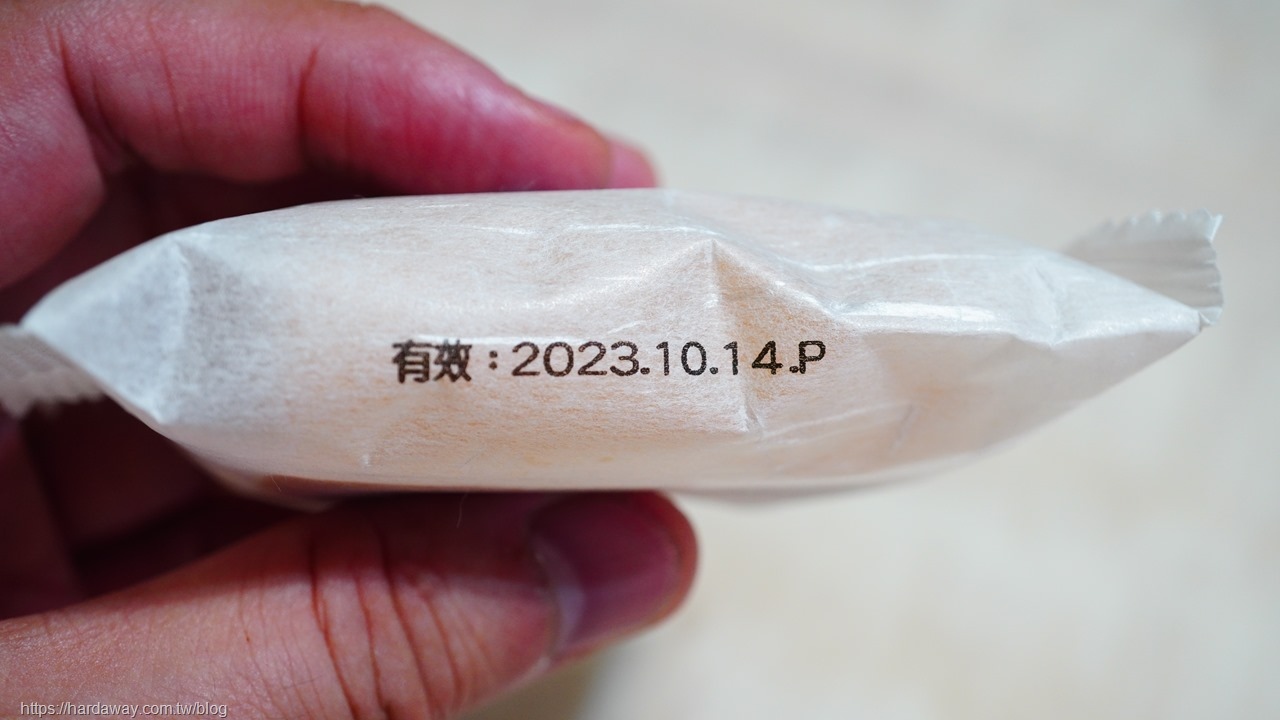 有效:2023.10.14.P
https://hardaway.com.tw/blog